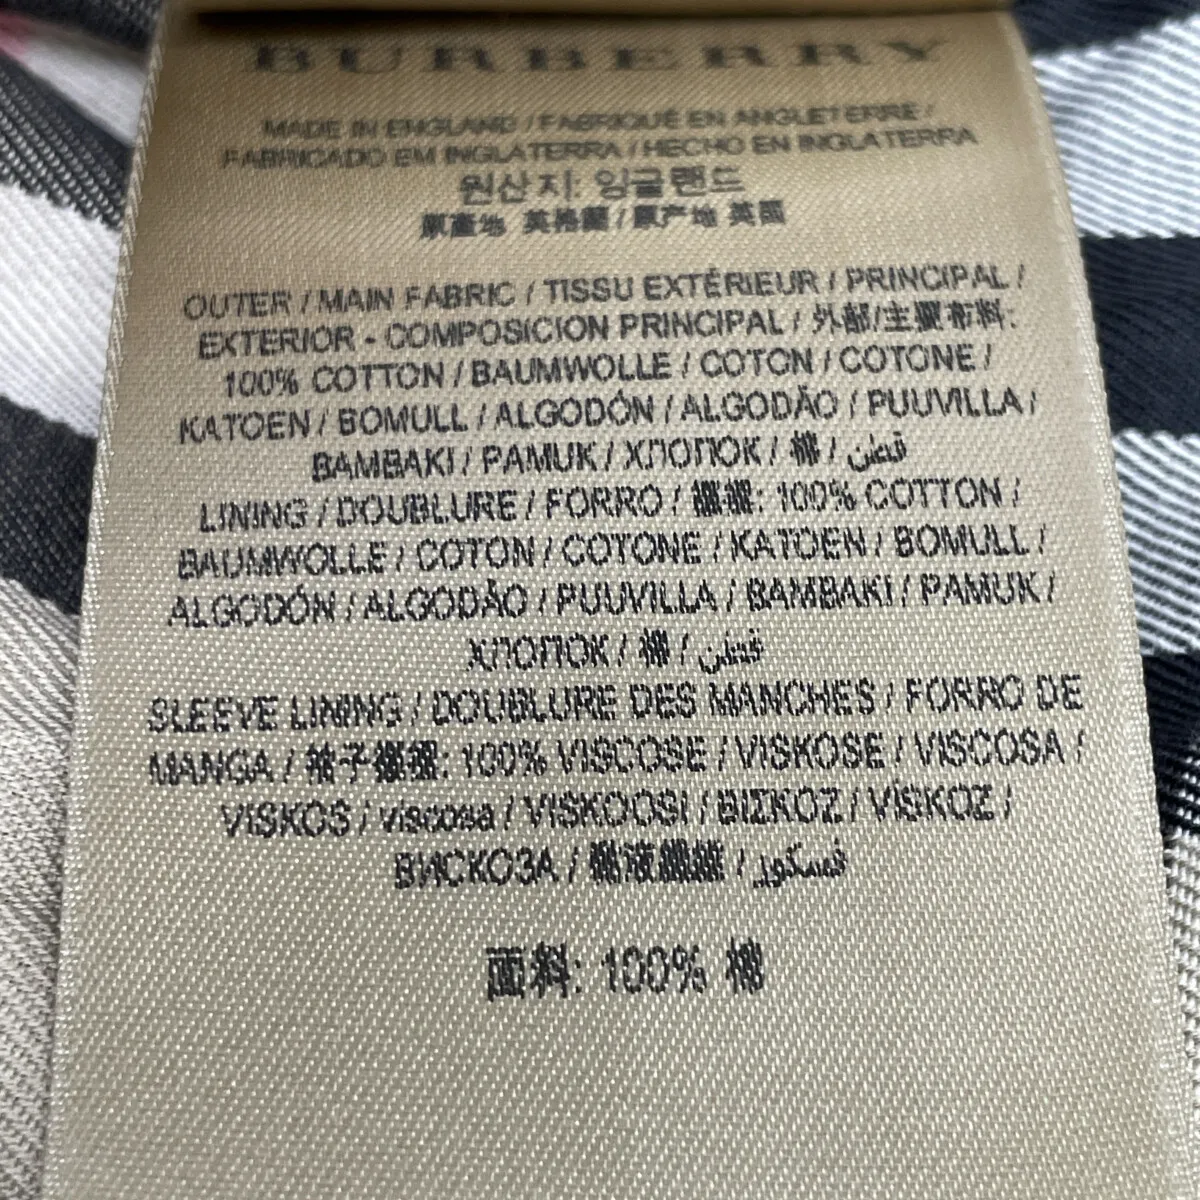 BURBERRY
MADE IN ENGLAND / FABRIQUÉ EN ANGLETERRE /
FABRICADO EM INGLATERRA / HECHO EN INGLATERRA
원산지: 잉글랜드
原產地 英格蘭 / 原产地 英国
OUTER / MAIN FABRIC / TISSU EXTÉRIEUR / PRINCIPAL /
EXTERIOR - COMPOSICION PRINCIPAL / 外部/主要布料:
100% COTTON / BAUMWOLLE / COTON / COTONE /
KATOEN / BOMULL / ALGODÓN / ALGODÃO / PUUVILLA /
BAMBAKI / PAMUK / ХЛОПОК / 棉 / قطن
LINING / DOUBLURE / FORRO / 襯裡: 100% COTTON /
BAUMWOLLE / COTON / COTONE / KATOEN / BOMULL /
ALGODÓN / ALGODÃO / PUUVILLA / BAMBAKI / PAMUK /
ХЛОПОК / 棉 / قطن
SLEEVE LINING / DOUBLURE DES MANCHES / FORRO DE
MANGA / 袖子襯裡: 100% VISCOSE / VISKOSE / VISCOSA /
VISKOS / viscosa / VISKOOSI / ΒΙΣΚΟΖ / VİSKOZ /
ВИСКОЗА / 黏液纖維 / فسكوز
面料: 100% 棉